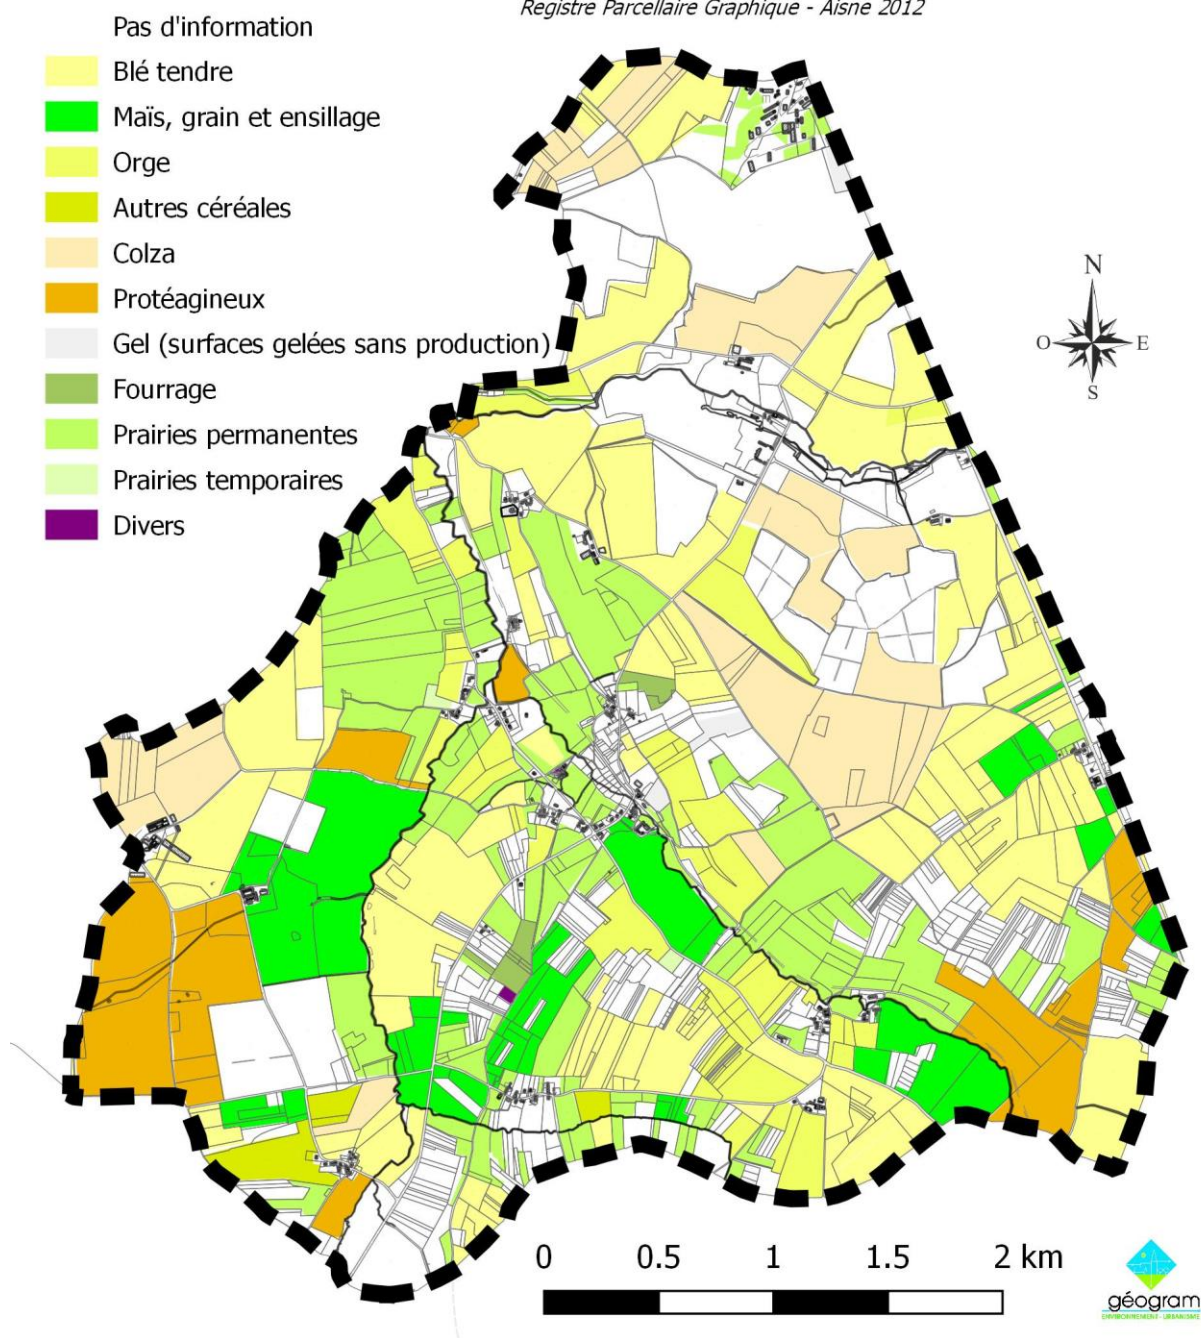 Registre Parcellaire Graphique - Aisne 2012
Pas d'information
Blé tendre
Maïs, grain et ensillage
Orge
Autres céréales
Colza
Protéagineux
Gel (surfaces gelées sans production)
Fourrage
Prairies permanentes
Prairies temporaires
Divers
N
O E
S
0 0.5 1 1.5 2 km
géogram
ENVIRONNEMENT - URBANISME